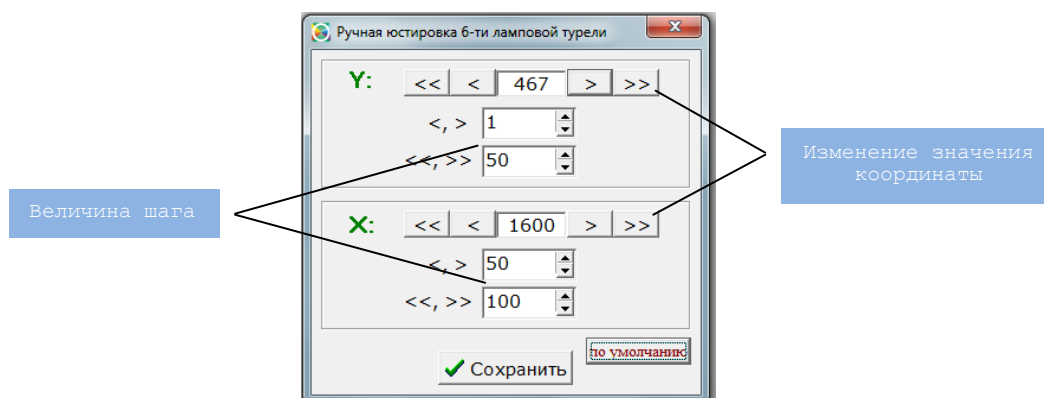 Ручная юстировка 6-ти ламповой турели
Y: << < 467 > >>
<, > 1
<<, >> 50
Изменение значения
координаты
Величина шага
X: << < 1600 > >>
<, > 50
<<, >> 100
по умолчанию
Сохранить